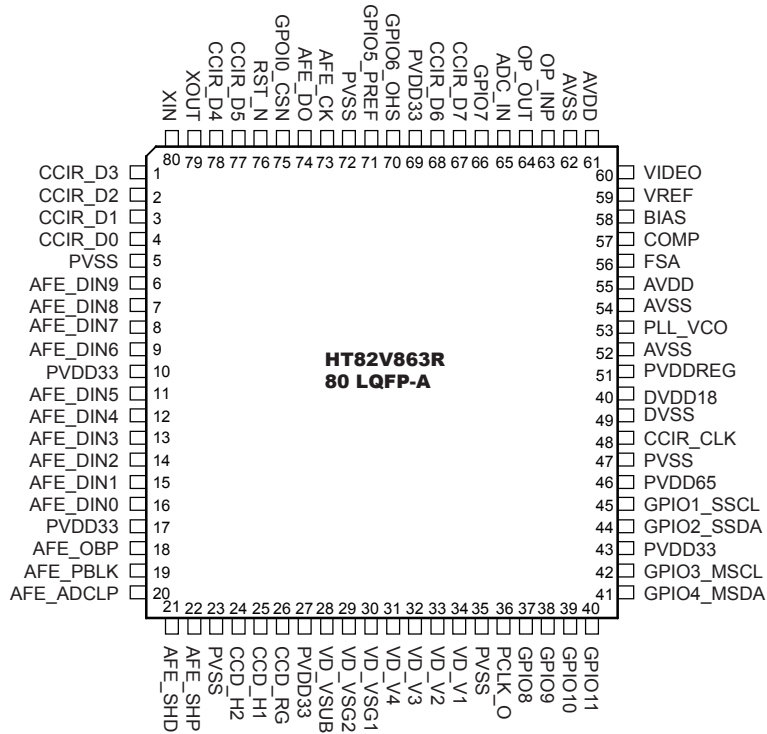 XIN
XOUT
CCIR_D4
CCIR_D5
RST_N
GPOI0_CSN
AFE_DO
AFE_CK
PVSS
GPIO5_PREF
GPIO6_OHS
PVDD33
CCIR_D6
CCIR_D7
GPIO7
ADC_IN
OP_OUT
OP_INP
AVSS
AVDD
80 79 78 77 76 75 74 73 72 71 70 69 68 67 66 65 64 63 62 61
CCIR_D3 1
CCIR_D2 2
CCIR_D1 3
CCIR_D0 4
PVSS 5
AFE_DIN9 6
AFE_DIN8 7
AFE_DIN7 8
AFE_DIN6 9
PVDD33 10
AFE_DIN5 11
AFE_DIN4 12
AFE_DIN3 13
AFE_DIN2 14
AFE_DIN1 15
AFE_DIN0 16
PVDD33 17
AFE_OBP 18
AFE_PBLK 19
AFE_ADCLP 20
HT82V863R
80 LQFP-A
60 VIDEO
59 VREF
58 BIAS
57 COMP
56 FSA
55 AVDD
54 AVSS
53 PLL_VCO
52 AVSS
51 PVDDREG
40 DVDD18
49 DVSS
48 CCIR_CLK
47 PVSS
46 PVDD65
45 GPIO1_SSCL
44 GPIO2_SSDA
43 PVDD33
42 GPIO3_MSCL
41 GPIO4_MSDA
21 22 23 24 25 26 27 28 29 30 31 32 33 34 35 36 37 38 39 40
AFE_SHD
AFE_SHP
PVSS
CCD_H2
CCD_H1
CCD_RG
PVDD33
VD_VSUB
VD_VSG2
VD_VSG1
VD_V4
VD_V3
VD_V2
VD_V1
PVSS
PCLK_O
GPIO8
GPIO9
GPIO10
GPIO11